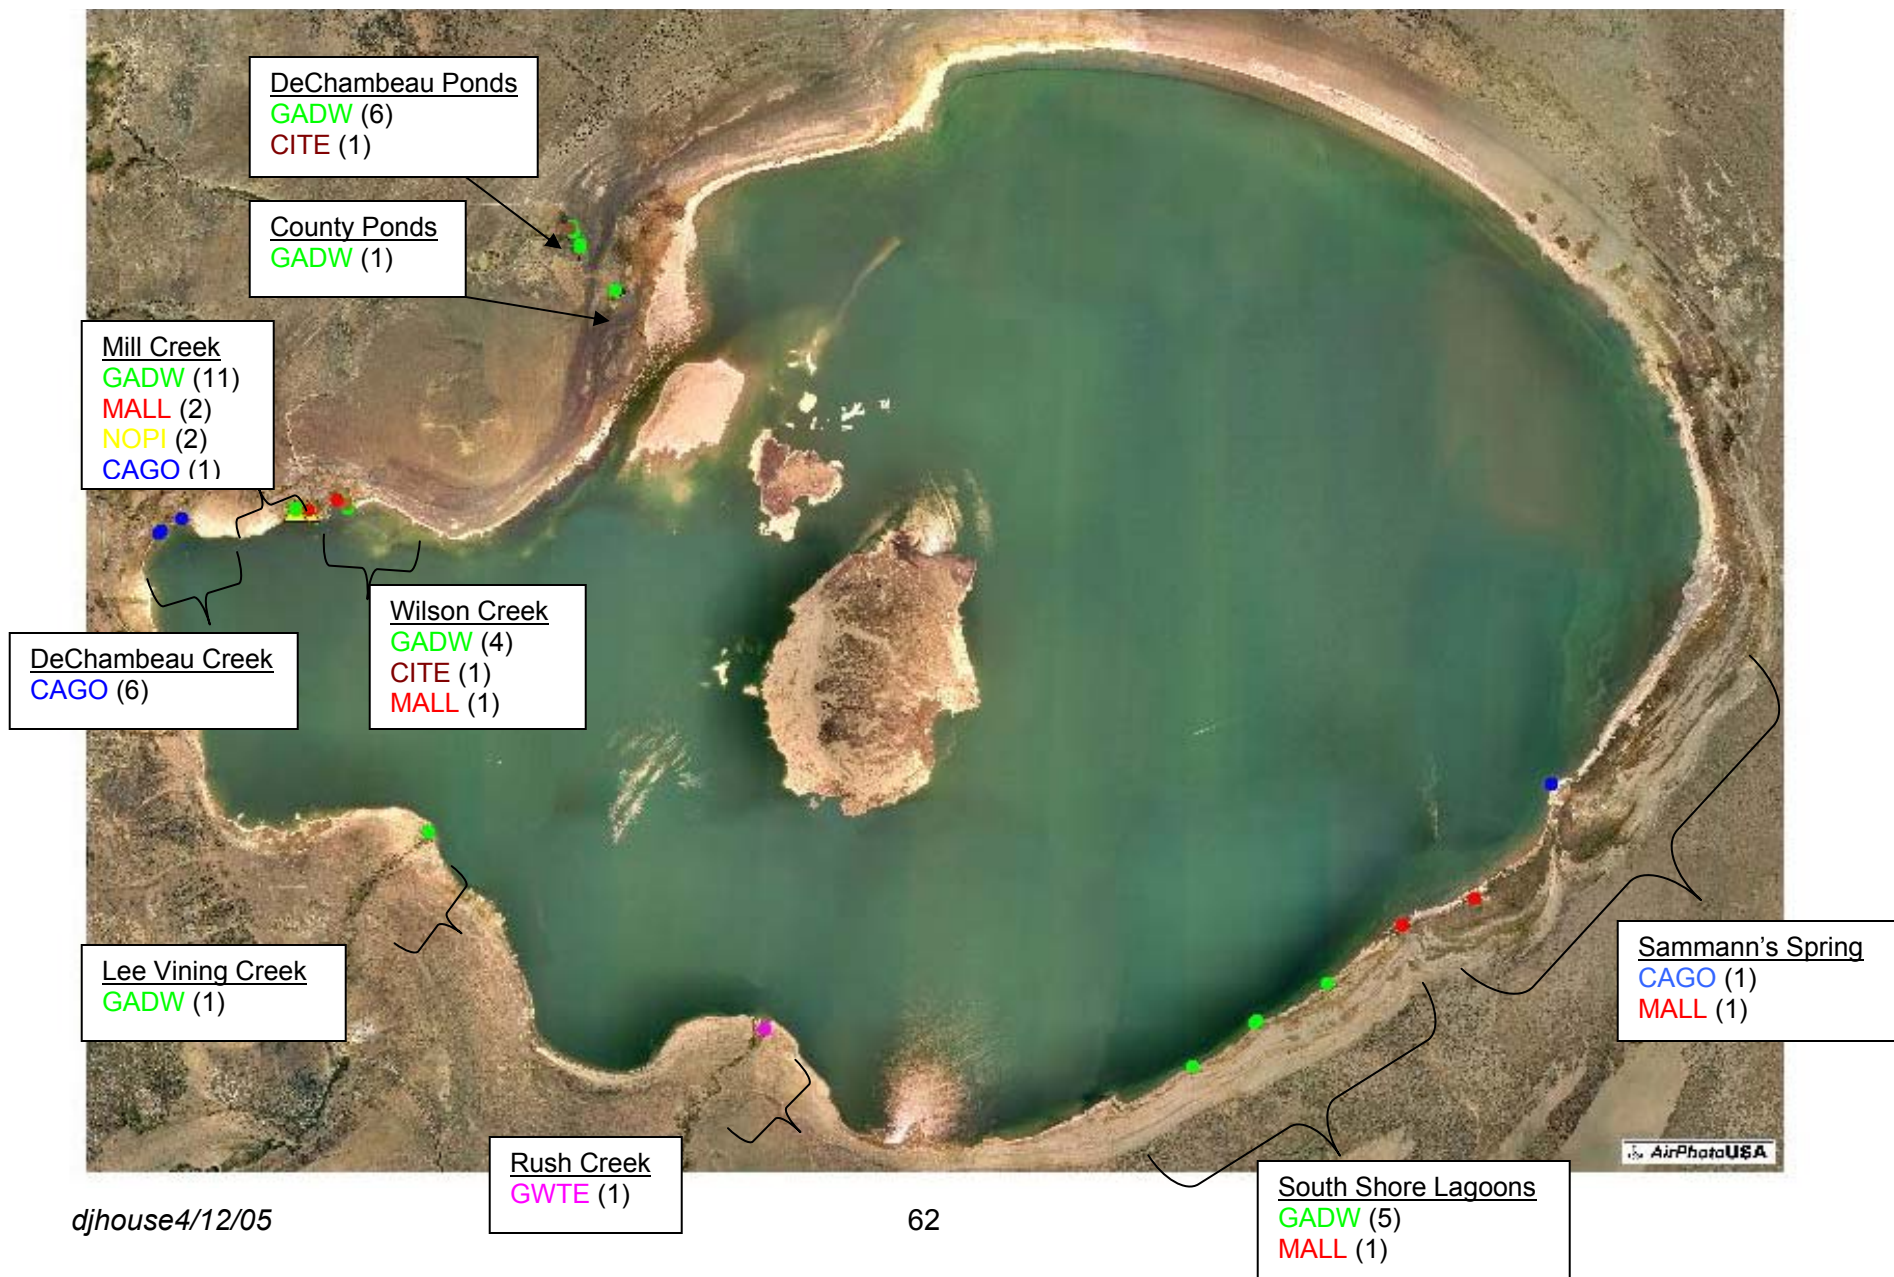 DeChambeau Ponds
GADW (6)
CITE (1)
County Ponds
GADW (1)
Mill Creek
GADW (11)
MALL (2)
NOPI (2)
CAGO (1)
Wilson Creek
GADW (4)
CITE (1)
MALL (1)
DeChambeau Creek
CAGO (6)
Lee Vining Creek
GADW (1)
Rush Creek
GWTE (1)
South Shore Lagoons
GADW (5)
MALL (1)
Sammann's Spring
CAGO (1)
MALL (1)
AirPhotoUSA
djhouse4/12/05
62